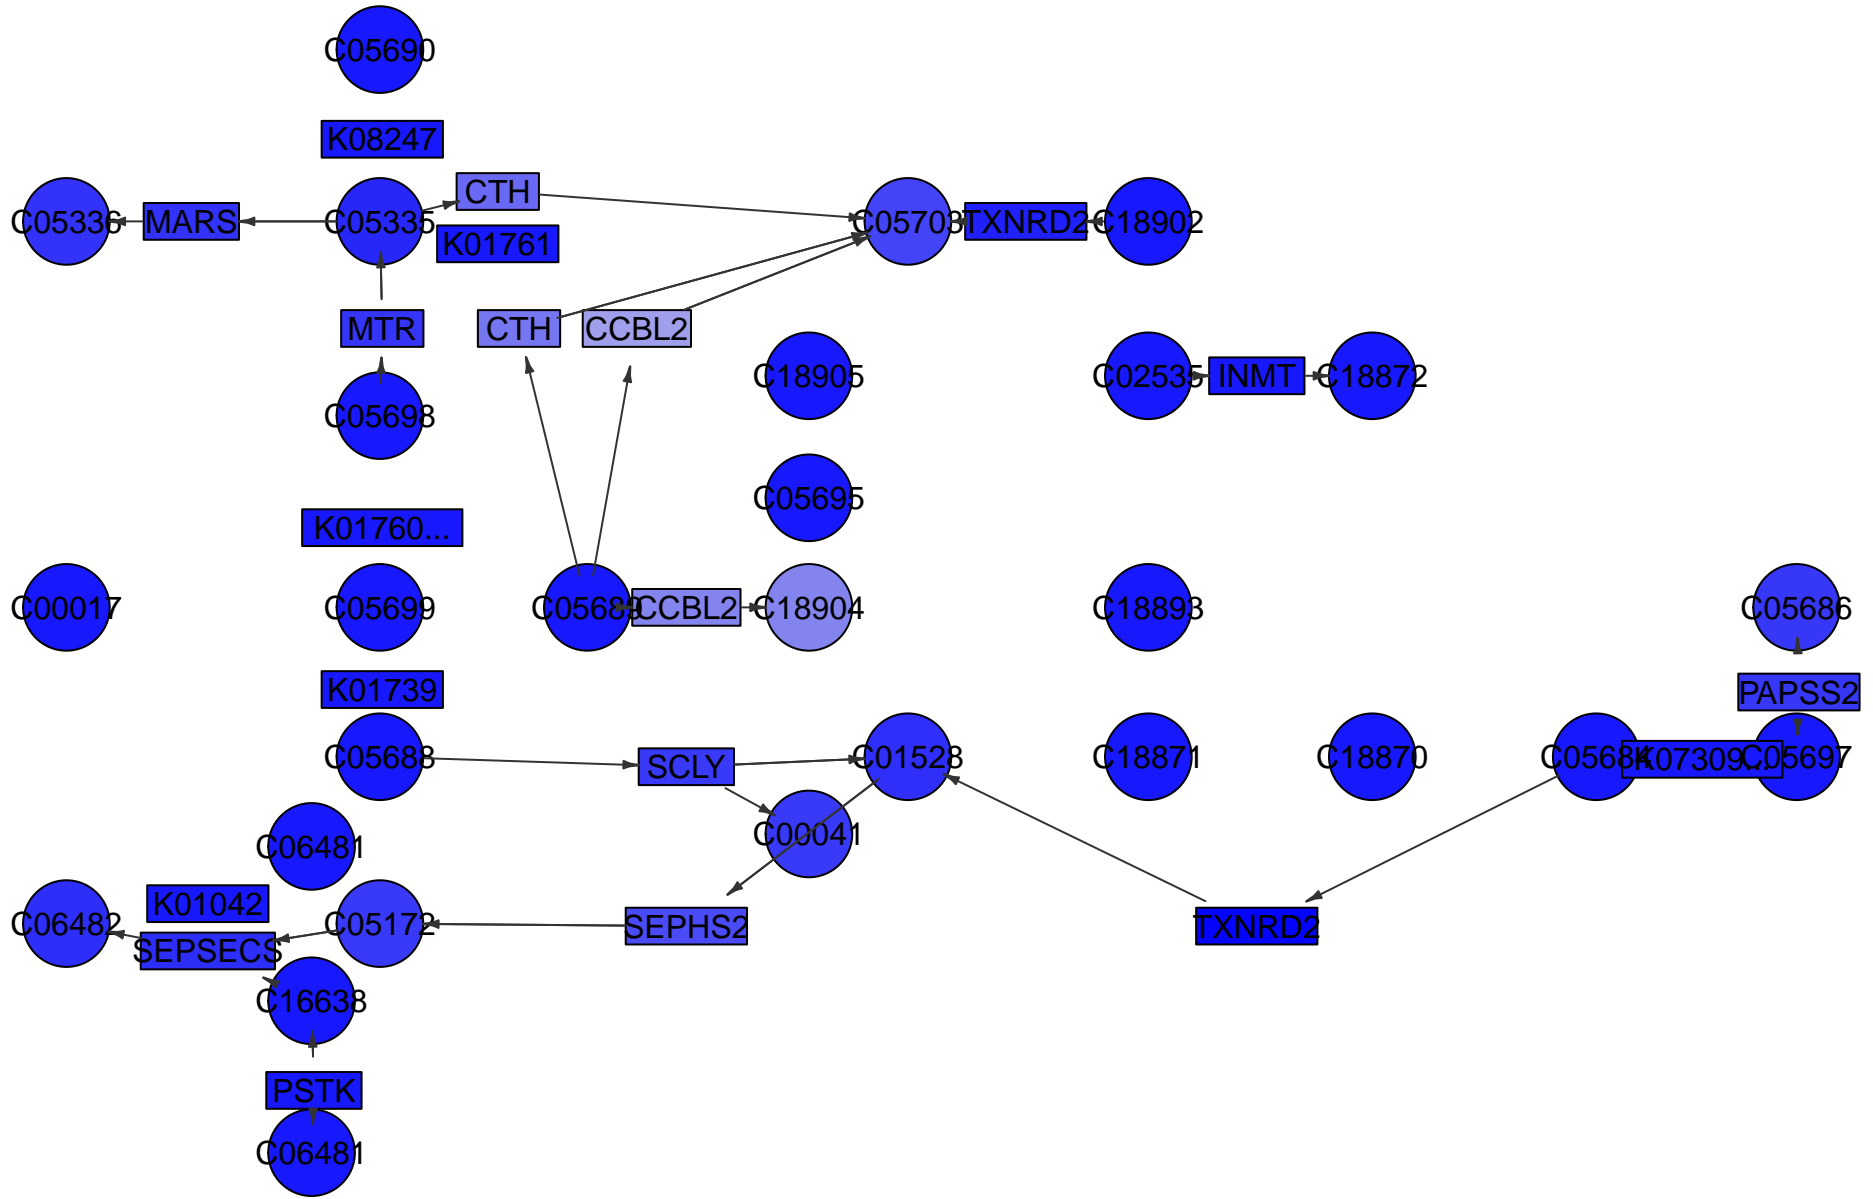 C05690
K08247
CTH
C05336
MARS
C05335
C05703
TXNRD2
C18902
K01761
MTR
CTH
CCBL2
C18905
C02535
INMT
C18872
C05698
C05695
K01760...
C00017
C05699
C05689
CCBL2
C18904
C18893
C05686
K01739
PAPSS2
C05688
SCLY
C01528
C18871
C18870
C05684
K07309...
C05697
C00041
C06481
K01042
C06482
C05172
SEPHS2
TXNRD2
SEPSECS
C16638
PSTK
C06481